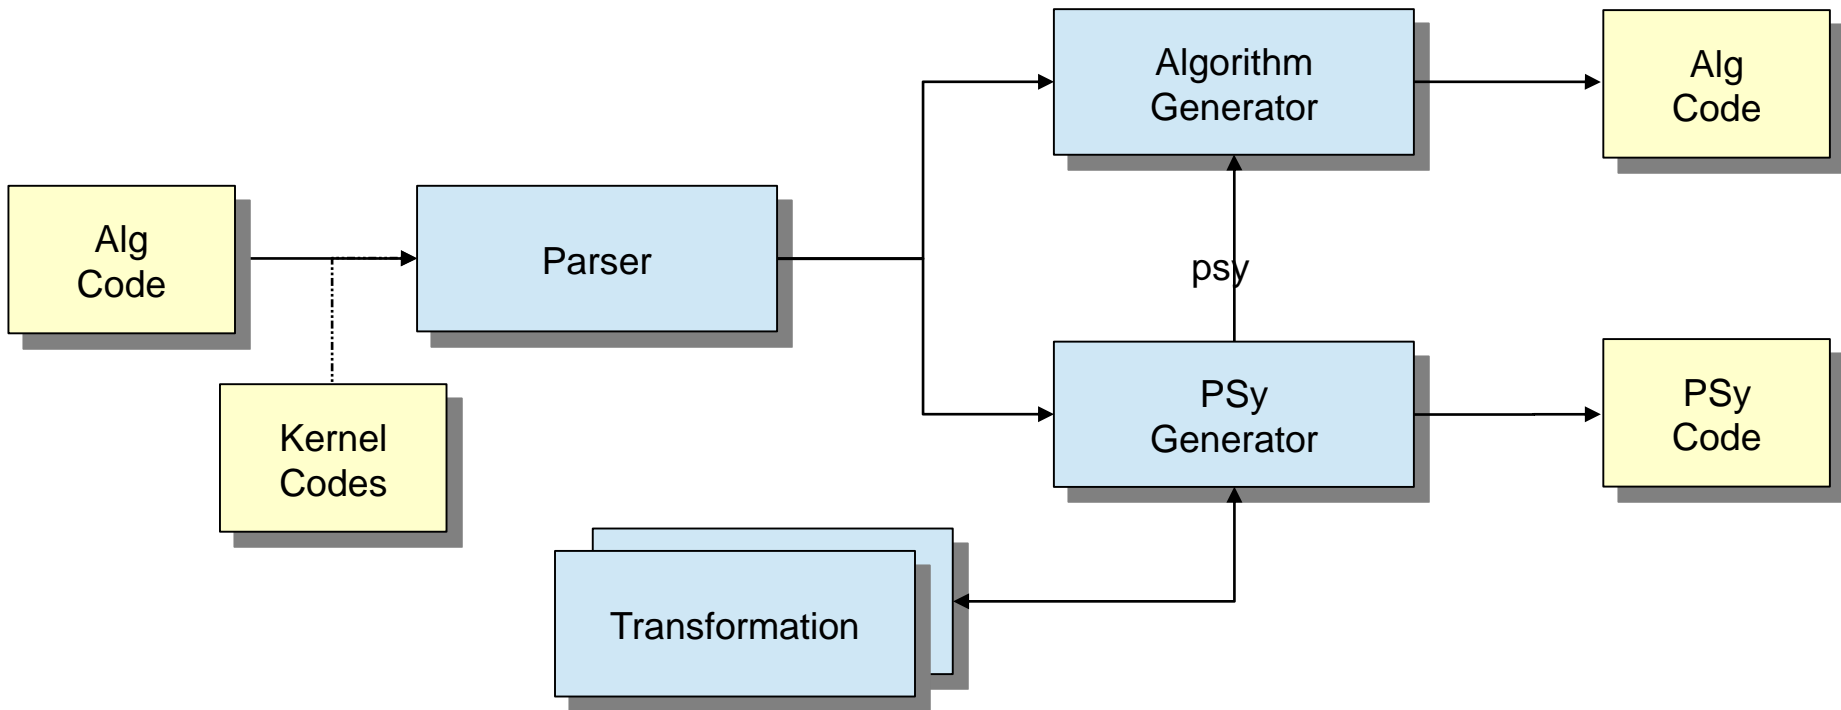 Algorithm
Generator
Alg
Code
Alg
Code
Parser
psy
PSy
Generator
PSy
Code
Kernel
Codes
Transformation